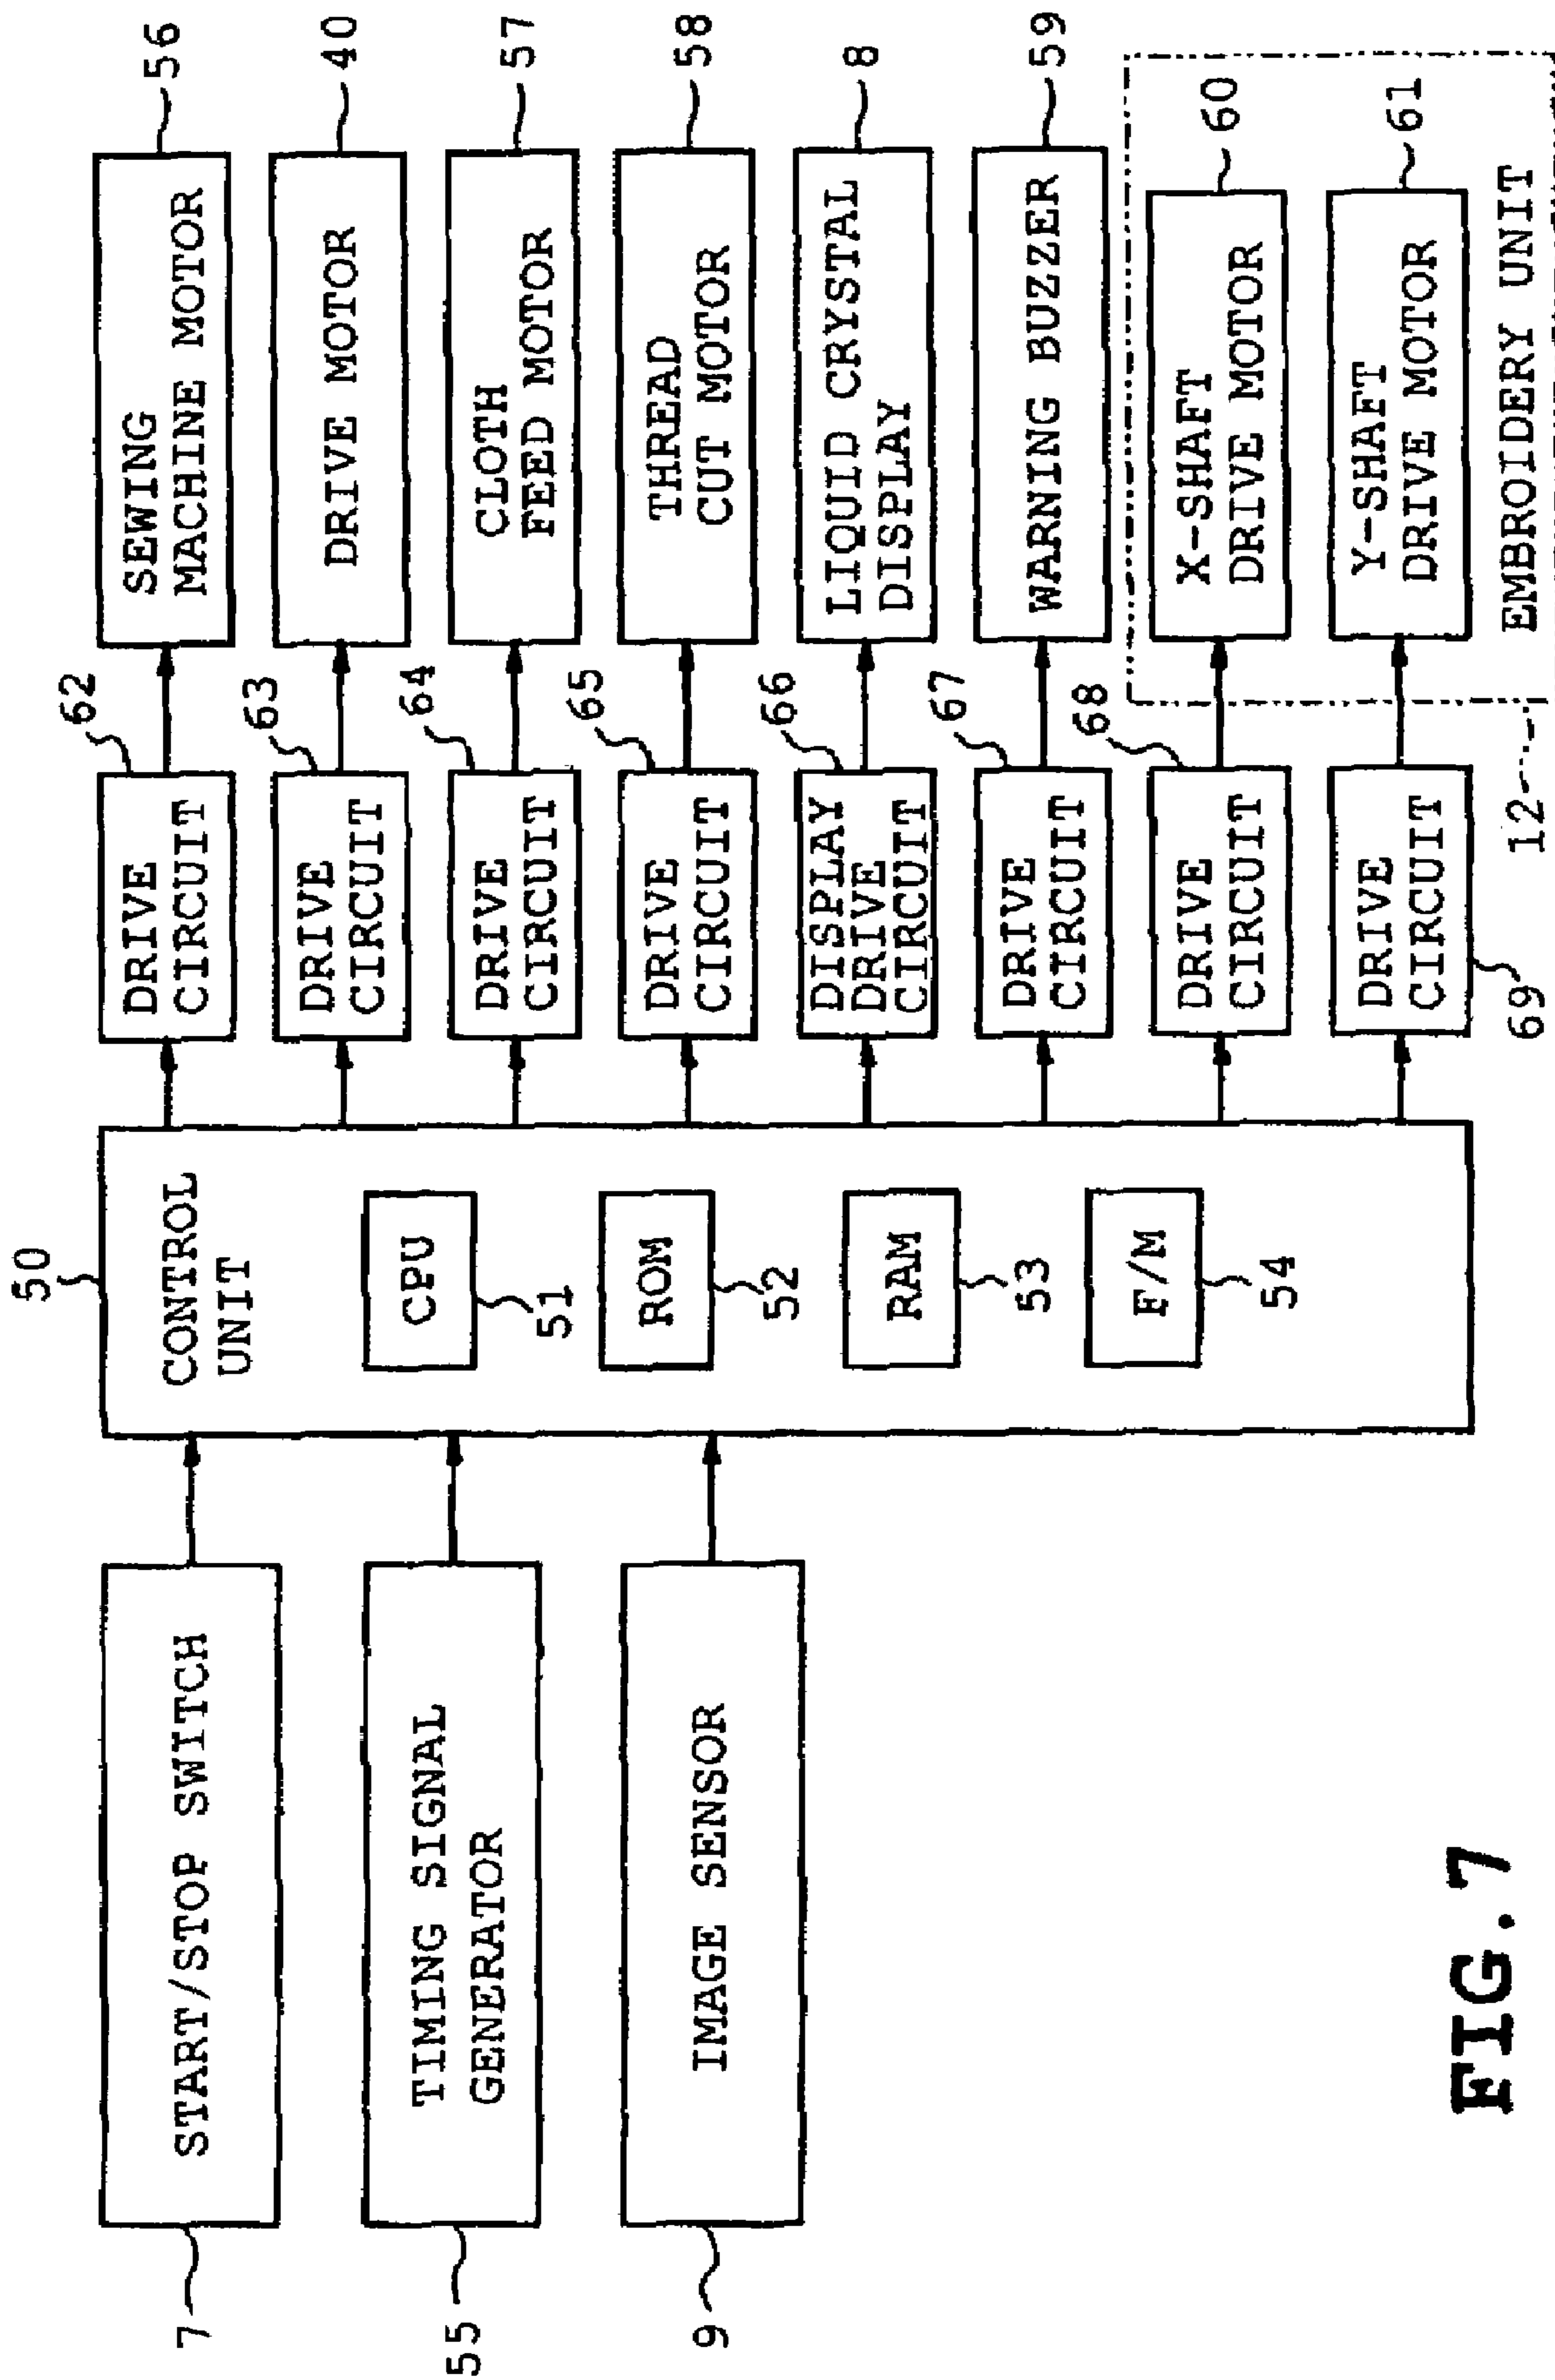 50
7
START/STOP SWITCH
55
TIMING SIGNAL
GENERATOR
9
IMAGE SENSOR
CONTROL
UNIT
CPU
51
ROM
52
RAM
53
F/M
54
DRIVE
CIRCUIT
62
SEWING
MACHINE MOTOR
56
DRIVE
CIRCUIT
63
DRIVE MOTOR
40
DRIVE
CIRCUIT
64
CLOTH
FEED MOTOR
57
DRIVE
CIRCUIT
65
THREAD
CUT MOTOR
58
DISPLAY
DRIVE
CIRCUIT
66
LIQUID CRYSTAL
DISPLAY
8
DRIVE
CIRCUIT
67
WARNING BUZZER
59
DRIVE
CIRCUIT
68
X-SHAFT
DRIVE MOTOR
60
DRIVE
CIRCUIT
69
Y-SHAFT
DRIVE MOTOR
61
12
EMBROIDERY UNIT
FIG.7